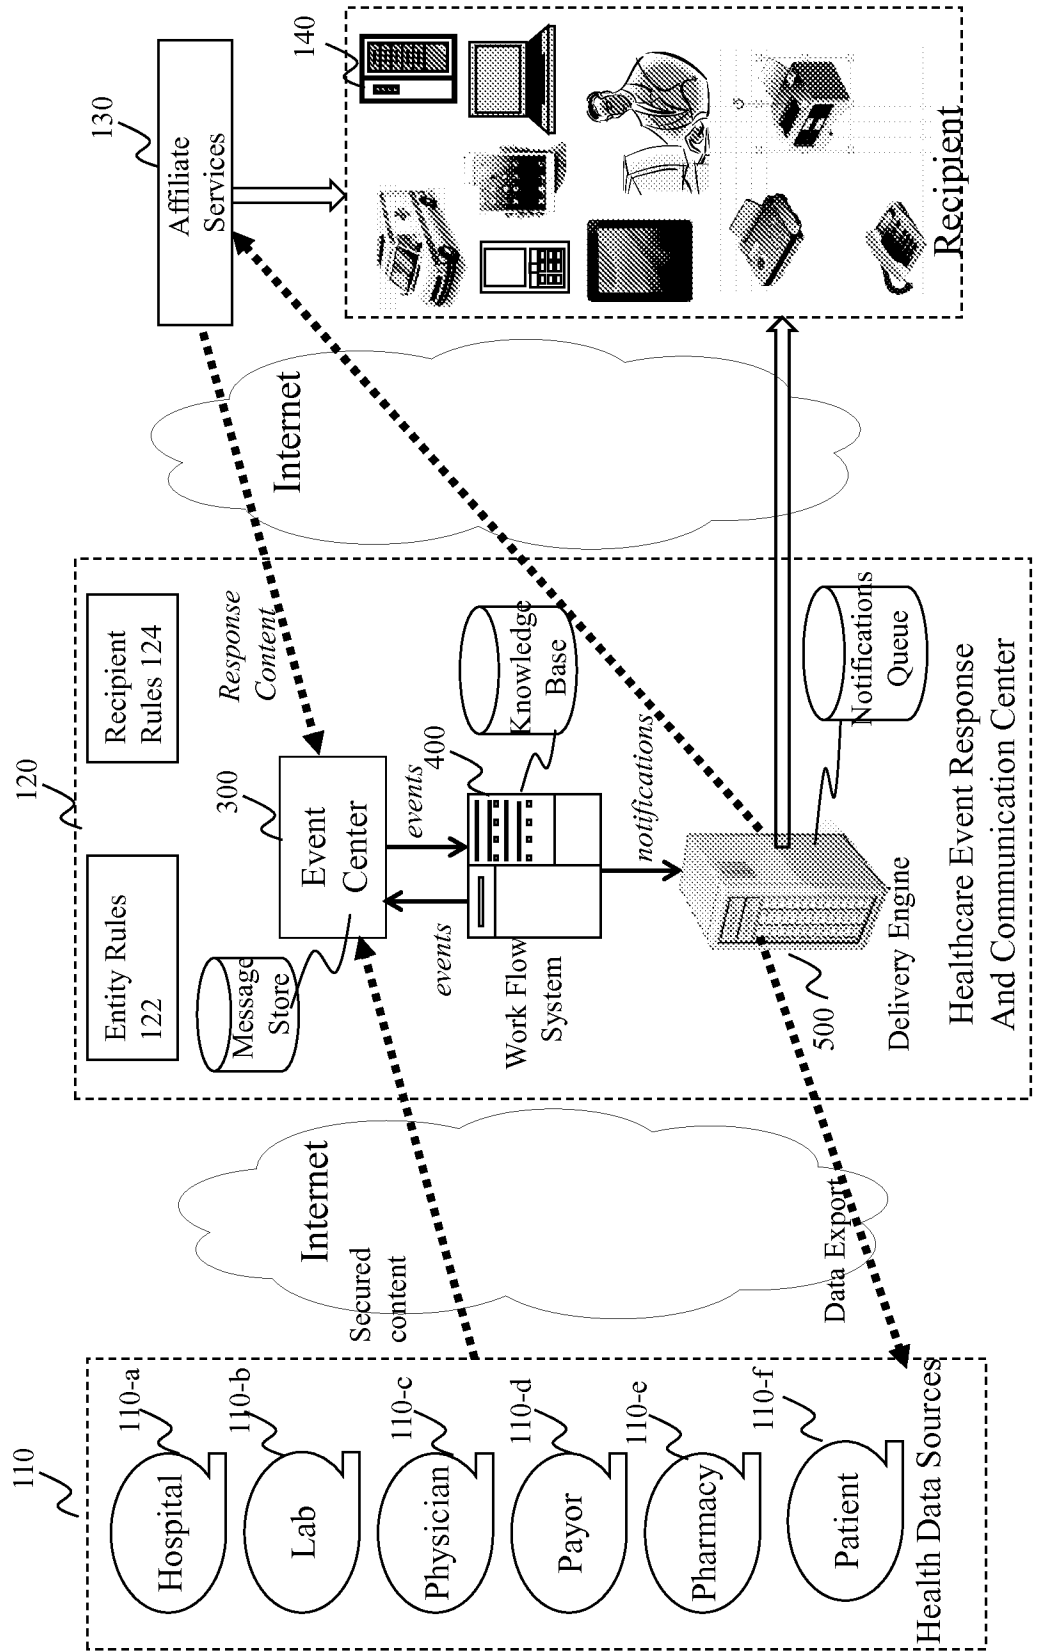 110
Hospital
110-a
Lab
110-b
Physician
110-c
Payor
110-d
Pharmacy
110-e
Patient
110-f
Health Data Sources
Internet
Secured
content
Data Export
120
Entity Rules
122
Recipient
Rules 124
Message
Store
300
Event
Center
Response
Content
events
events
400
Work Flow
System
Knowledge
Base
notifications
500
Delivery Engine
Notifications
Queue
Healthcare Event Response
And Communication Center
Internet
130
Affiliate
Services
140
Recipient